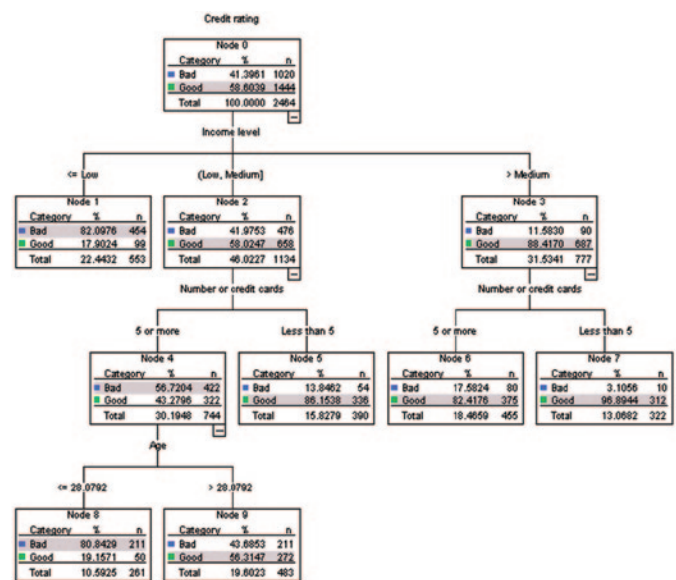 Credit rating
Node 0
Category % n
Bad 41.3961 1020
Good 58.6039 1444
Total 100.0000 2464
Income level
<= Low
(Low, Medium]
> Medium
Node 1
Category % n
Bad 82.0976 454
Good 17.9024 99
Total 22.4432 553
Node 2
Category % n
Bad 41.9753 476
Good 58.0247 658
Total 46.0227 1134
Node 3
Category % n
Bad 11.5830 90
Good 88.4170 687
Total 31.5341 777
Number or credit cards
Number or credit cards
5 or more
Less than 5
5 or more
Less than 5
Node 4
Category % n
Bad 56.7204 422
Good 43.2796 322
Total 30.1948 744
Node 5
Category % n
Bad 13.8462 54
Good 86.1538 336
Total 15.8279 390
Node 6
Category % n
Bad 17.5824 80
Good 82.4176 375
Total 18.4659 455
Node 7
Category % n
Bad 3.1056 10
Good 96.8944 312
Total 13.0682 322
Age
<= 28.0792
> 28.0792
Node 8
Category % n
Bad 80.8429 211
Good 19.1571 50
Total 10.5925 261
Node 9
Category % n
Bad 43.6853 211
Good 56.3147 272
Total 19.6023 483